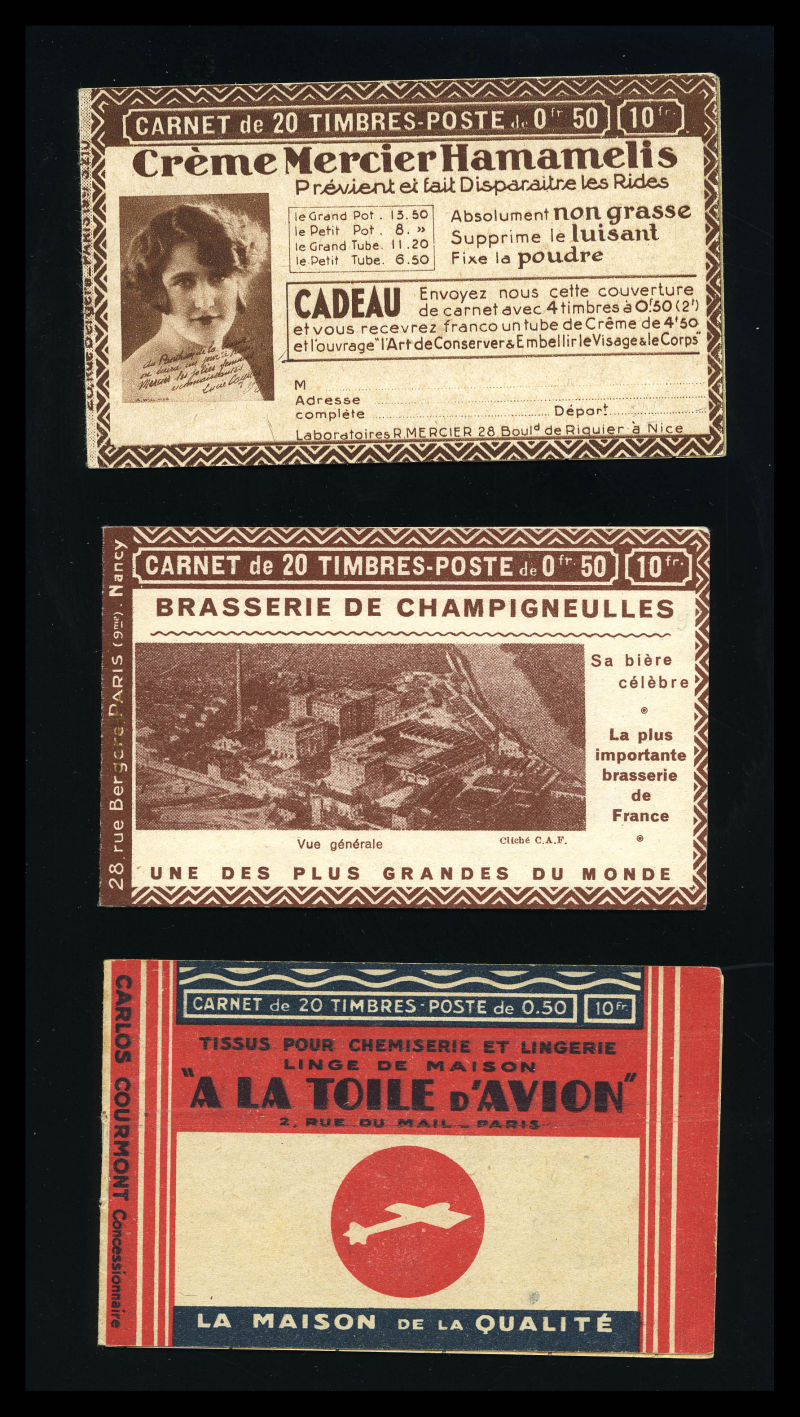 CARNET de 20 TIMBRES-POSTE de 0fr 50 10fr.
Crème Mercier Hamamelis
Prévient et fait Disparaitre les Rides
le Grand Pot . 13.50
le Petit Pot . 8. »
le Grand Tube. 11.20
le Petit Tube. 6.50
Absolument non grasse
Supprime le luisant
Fixe la poudre
CADEAU
Envoyez nous cette couverture
de carnet avec 4 timbres à 0f.50 (2f)
et vous recevrez franco un tube de Crême de 4f50
et l'ouvrage "l'Art de Conserver & Embellir le Visage & le Corps"
M
Adresse
complète Départ
Laboratoires R. MERCIER 28 Ould de Riquier à Nice
28, rue Bergère, PARIS (9me). Nancy
CARNET de 20 TIMBRES-POSTE de 0fr. 50 10fr.
BRASSERIE DE CHAMPIGNEULLES
Sa bière
célèbre
La plus
importante
brasserie
de
France
Vue générale Cliché C.A.F.
UNE DES PLUS GRANDES DU MONDE
CARLOS COURMONT Concessionnaire
CARNET de 20 TIMBRES-POSTE de 0.50 10Fr.
TISSUS POUR CHEMISERIE ET LINGERIE
LINGE DE MAISON
"A LA TOILE D'AVION"
2, RUE DU MAIL - PARIS
LA MAISON DE LA QUALITÉ